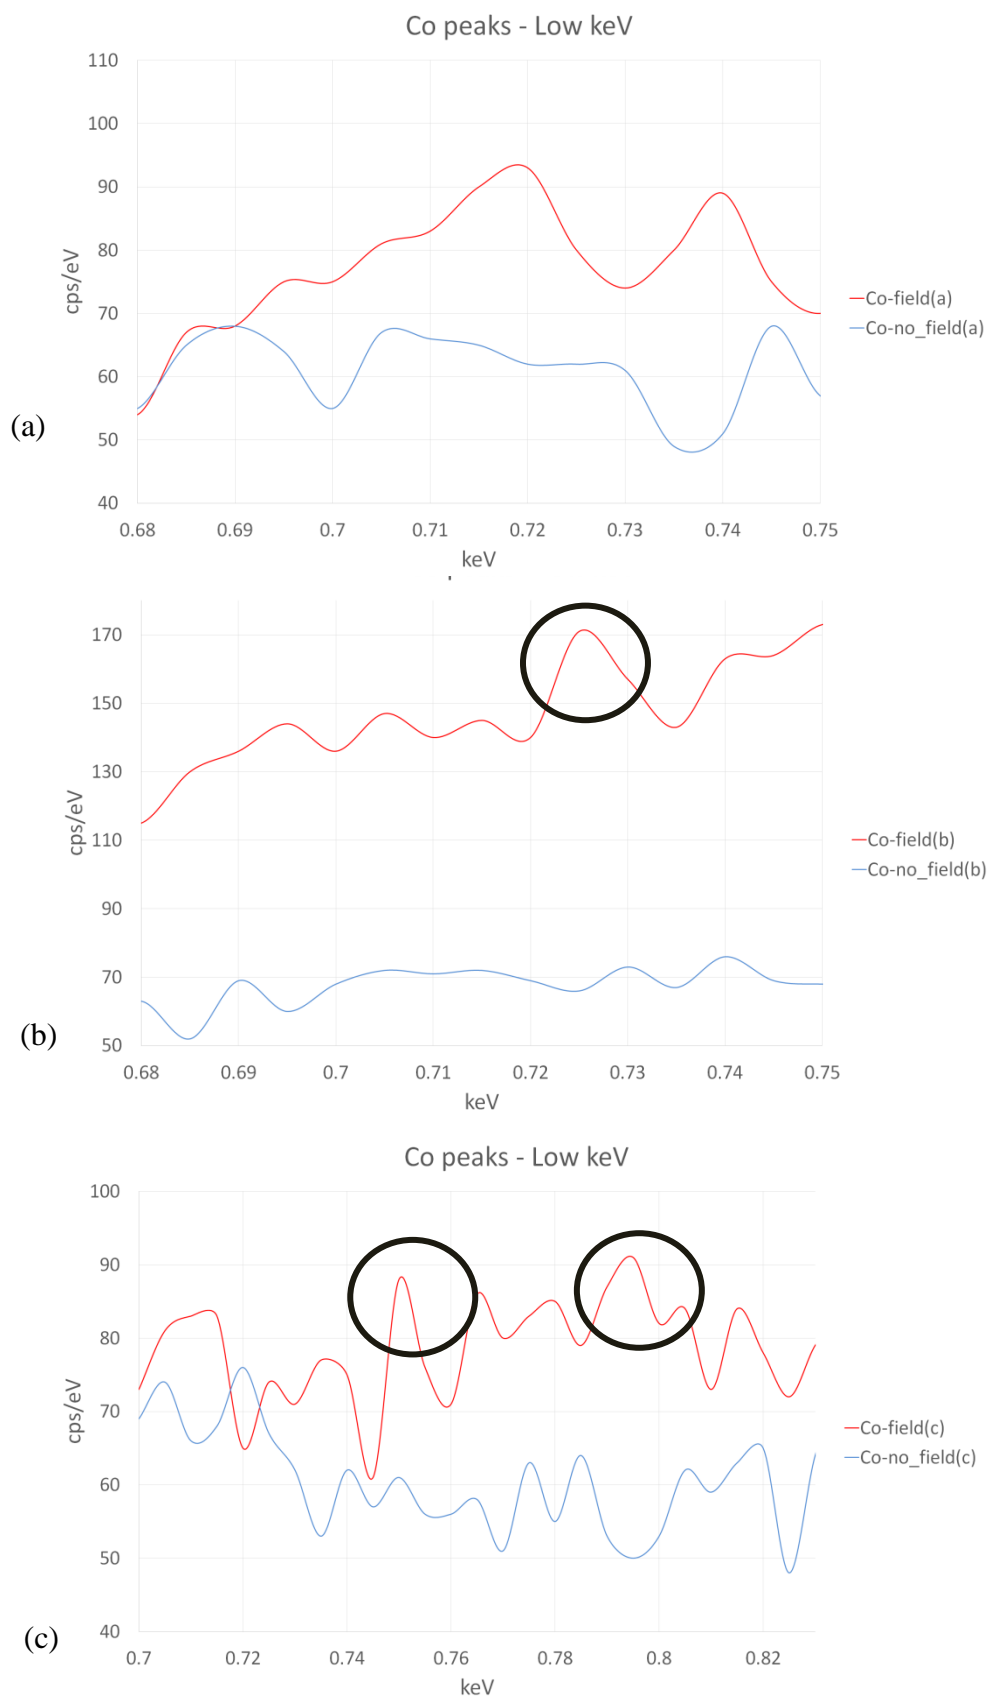 Co peaks - Low keV
110
100
90
80
70
60
50
40
cps/eV
0.68 0.69 0.7 0.71 0.72 0.73 0.74 0.75
keV
Co-field(a)
Co-no_field(a)
(a)
170
150
130
110
90
70
50
cps/eV
0.68 0.69 0.7 0.71 0.72 0.73 0.74 0.75
keV
Co-field(b)
Co-no_field(b)
(b)
Co peaks - Low keV
100
90
80
70
60
50
40
cps/eV
0.7 0.72 0.74 0.76 0.78 0.8 0.82
keV
Co-field(c)
Co-no_field(c)
(c)